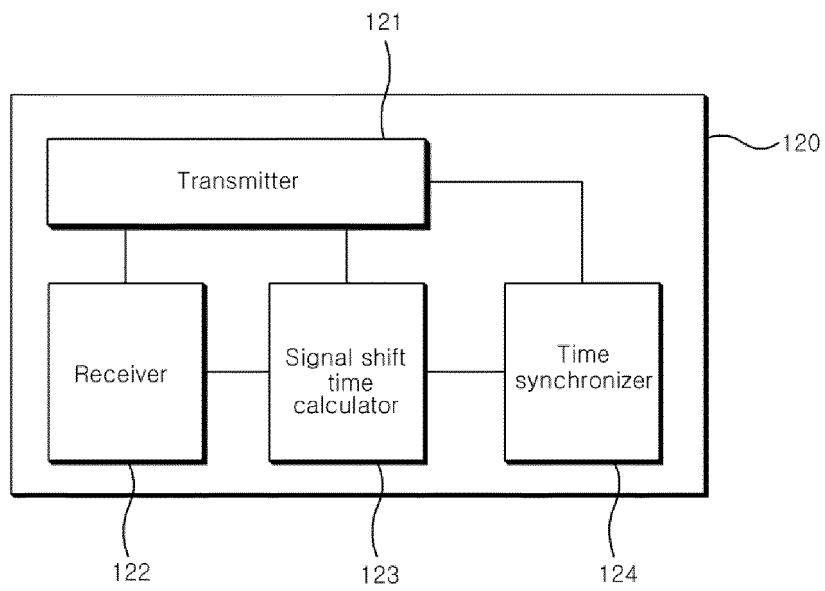 121
120
Transmitter
Receiver
Signal shift
time
calculator
Time
synchronizer
122
123
124